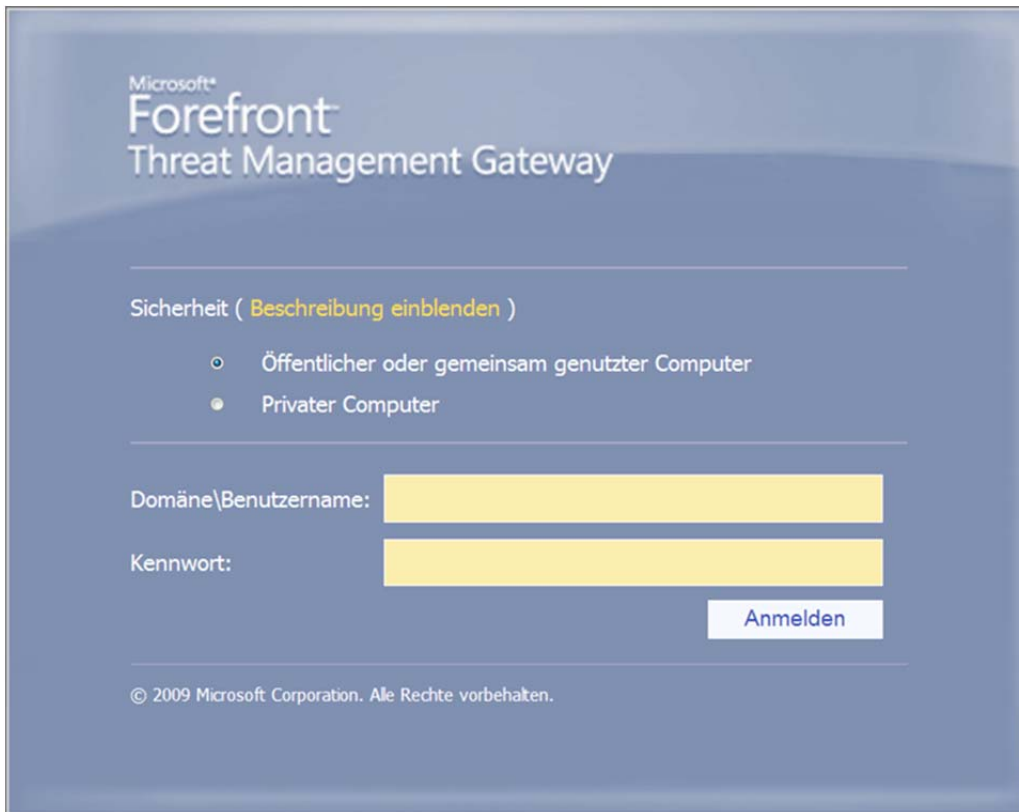 Microsoft®
Forefront™
Threat Management Gateway
Sicherheit ( Beschreibung einblenden )
Öffentlicher oder gemeinsam genutzter Computer
Privater Computer
Domäne\Benutzername:
Kennwort:
Anmelden
© 2009 Microsoft Corporation. Alle Rechte vorbehalten.